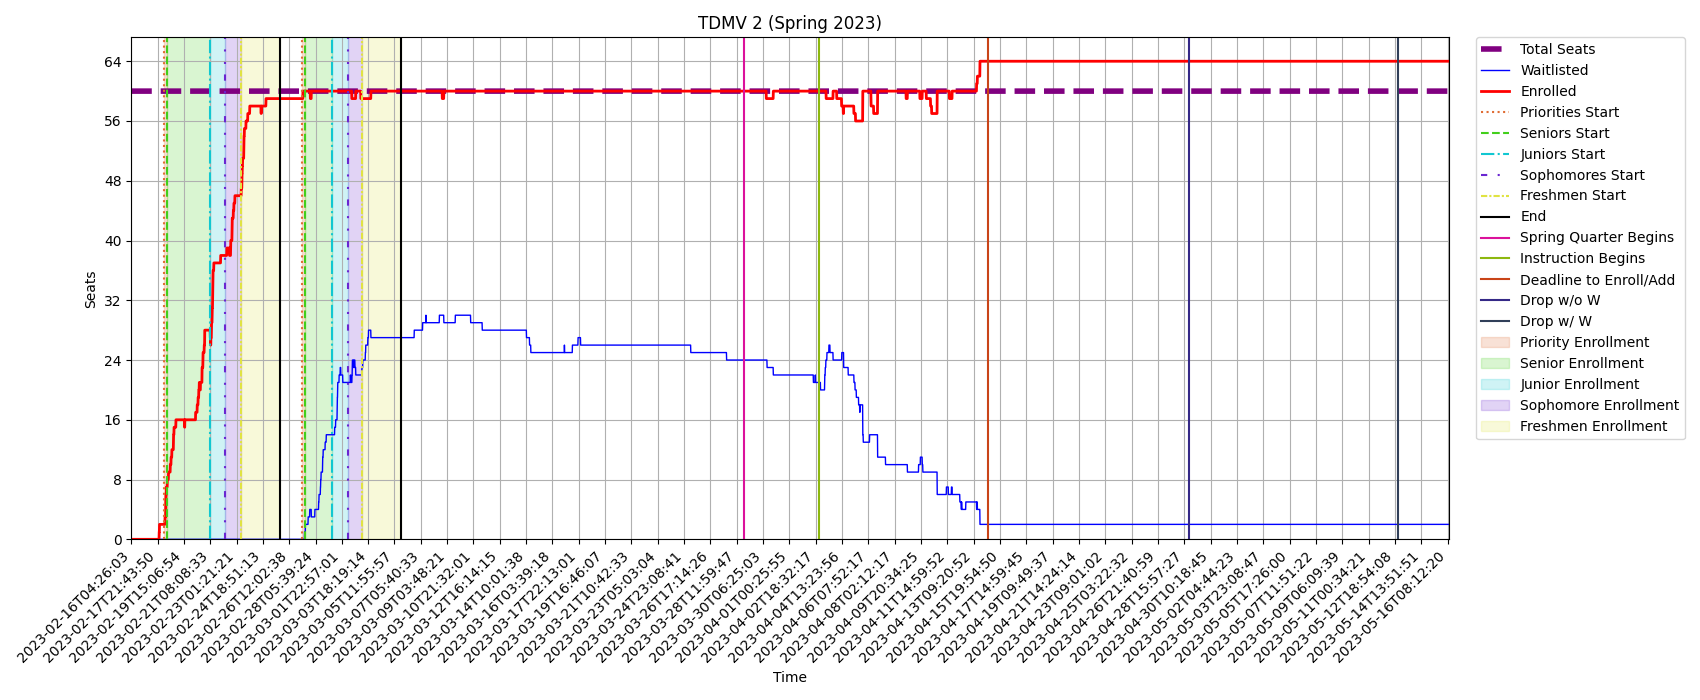 TDMV 2 (Spring 2023)
Seats
64
56
48
40
32
24
16
8
0
2023-02-16T04:26:03
2023-02-17T21:43:50
2023-02-19T15:06:54
2023-02-21T08:08:33
2023-02-23T01:21:21
2023-02-24T18:51:13
2023-02-26T12:02:38
2023-02-28T05:39:24
2023-03-01T22:57:01
2023-03-03T18:19:14
2023-03-05T11:55:57
2023-03-07T05:40:33
2023-03-09T03:48:21
2023-03-10T21:32:01
2023-03-12T16:14:15
2023-03-14T10:01:38
2023-03-16T03:39:18
2023-03-17T22:13:01
2023-03-19T16:46:07
2023-03-21T10:42:33
2023-03-23T05:03:04
2023-03-24T23:08:41
2023-03-26T17:14:26
2023-03-28T11:59:47
2023-03-30T06:25:03
2023-04-01T00:25:55
2023-04-02T18:32:17
2023-04-04T13:23:56
2023-04-06T07:52:17
2023-04-08T02:12:17
2023-04-09T20:34:25
2023-04-11T14:59:52
2023-04-13T09:20:52
2023-04-15T19:54:50
2023-04-17T14:59:45
2023-04-19T09:49:37
2023-04-21T14:24:14
2023-04-23T09:01:02
2023-04-25T03:22:32
2023-04-26T21:40:59
2023-04-28T15:57:27
2023-04-30T10:18:45
2023-05-02T04:44:23
2023-05-03T23:08:47
2023-05-05T17:26:00
2023-05-07T11:51:22
2023-05-09T06:09:39
2023-05-11T00:34:21
2023-05-12T18:54:08
2023-05-14T13:51:51
2023-05-16T08:12:20
Time
Total Seats
Waitlisted
Enrolled
Priorities Start
Seniors Start
Juniors Start
Sophomores Start
Freshmen Start
End
Spring Quarter Begins
Instruction Begins
Deadline to Enroll/Add
Drop w/o W
Drop w/ W
Priority Enrollment
Senior Enrollment
Junior Enrollment
Sophomore Enrollment
Freshmen Enrollment